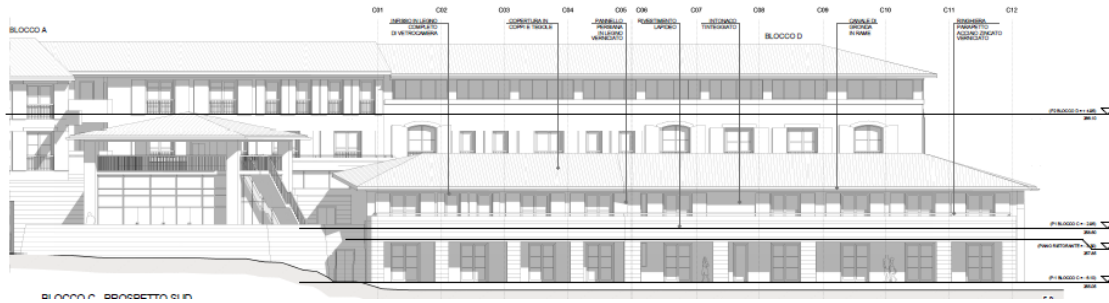 C01 C02 C03 C04 C05 C06 C07 C08 C09 C10 C11 C12
BLOCCO A
INFISSO IN LEGNO
COMPLETO
DI VETROCAMERA
COPERTURA IN
COPPI E TEGOLE
PANNELLO
PERSIANA
IN LEGNO
VERNICIATO
RIVESTIMENTO
LAPIDEO
INTONACO
TINTEGGIATO
BLOCCO D
CANALE DI
GRONDA
IN RAME
RINGHIERA
PARAPETTO
ACCIAIO ZINCATO
VERNICIATO
BLOCCO C PROSPETTO SUD